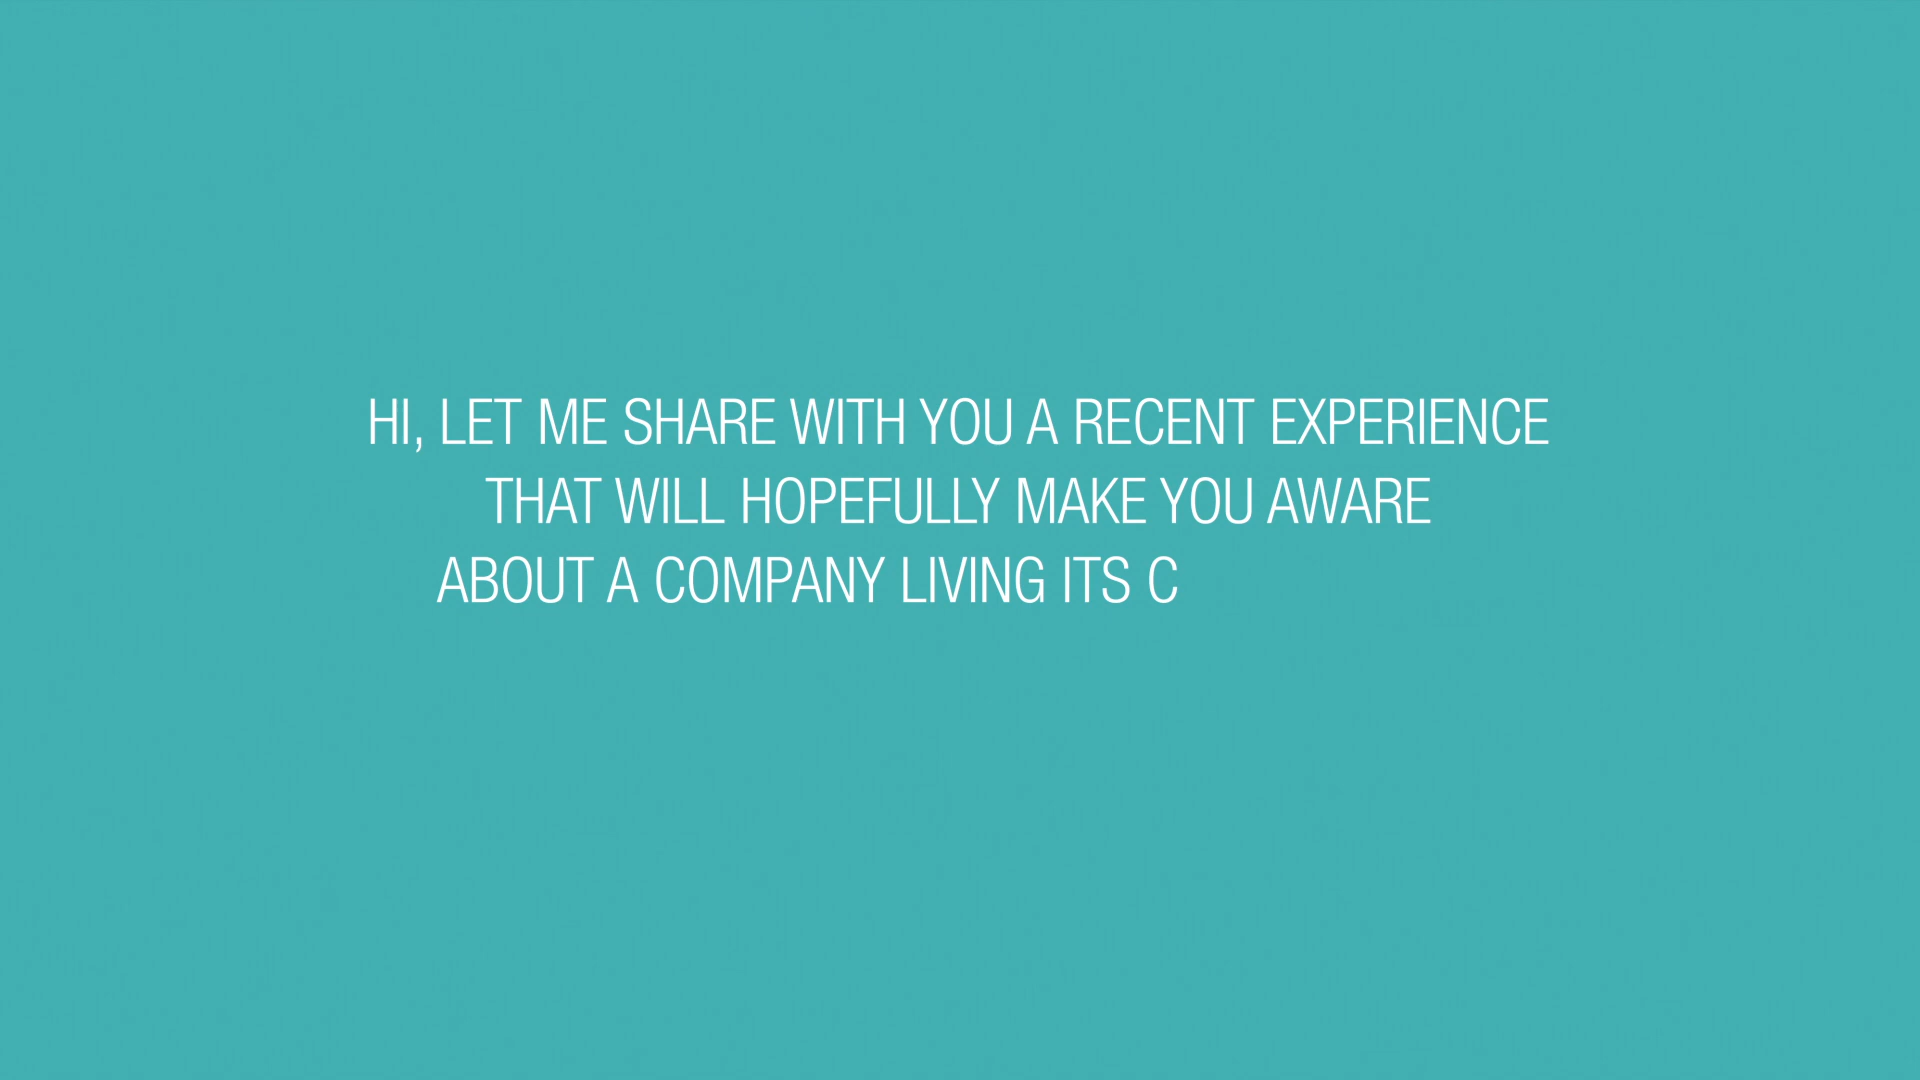 HI, LET ME SHARE WITH YOU A RECENT EXPERIENCE
THAT WILL HOPEFULLY MAKE YOU AWARE
ABOUT A COMPANY LIVING ITS C